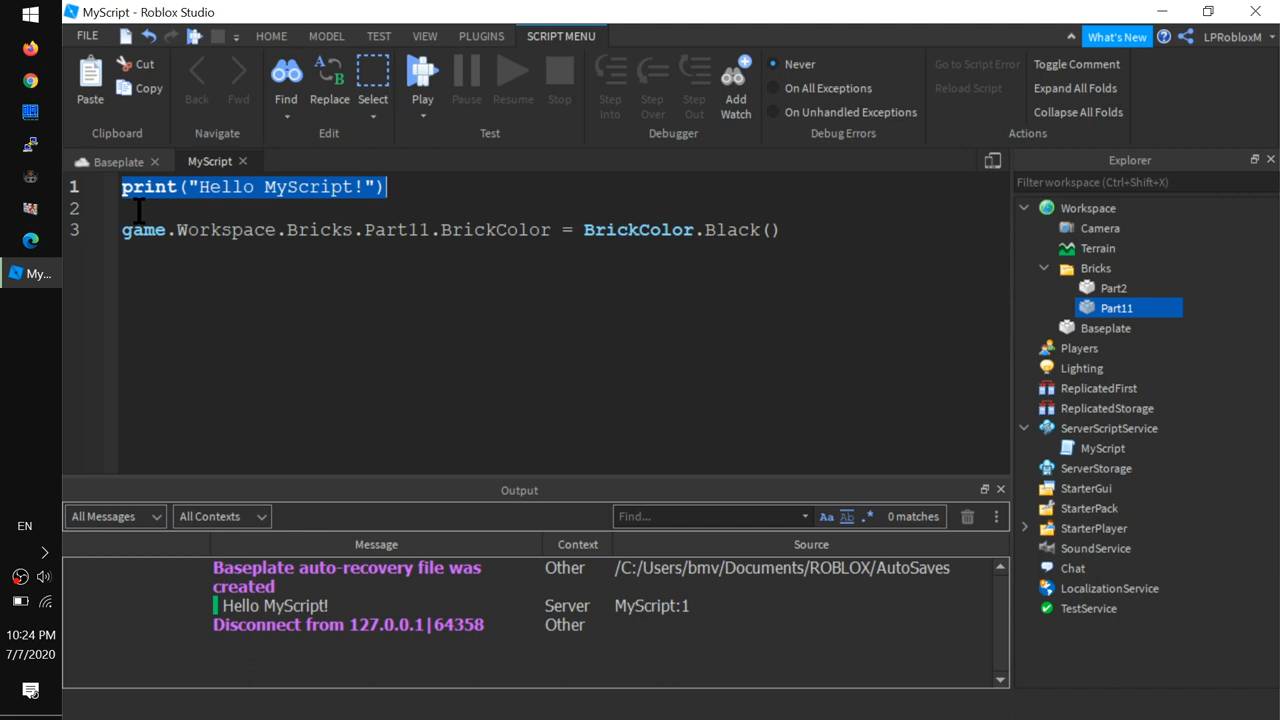 MyScript - Roblox Studio
FILE HOME MODEL TEST VIEW PLUGINS SCRIPT MENU What's New LPRobloxM
Paste Cut Copy Back Fwd Find Replace Select Play Pause Resume Stop Step Into Step Over Step Out Add Watch
Never
On All Exceptions
On Unhandled Exceptions
Go to Script Error
Reload Script
Toggle Comment
Expand All Folds
Collapse All Folds
Clipboard Navigate Edit Test Debugger Debug Errors Actions
Baseplate MyScript
1 print("Hello MyScript!")
2
3 game.Workspace.Bricks.Part11.BrickColor = BrickColor.Black()
Explorer
Filter workspace (Ctrl+Shift+X)
Workspace
Camera
Terrain
Bricks
Part2
Part11
Baseplate
Players
Lighting
ReplicatedFirst
ReplicatedStorage
ServerScriptService
MyScript
ServerStorage
StarterGui
StarterPack
StarterPlayer
SoundService
Chat
LocalizationService
TestService
Output
All Messages All Contexts Find... Aa Ab .* 0 matches
Message Context Source
Baseplate auto-recovery file was created Other /C:/Users/bmv/Documents/ROBLOX/AutoSaves
Hello MyScript! Server MyScript:1
Disconnect from 127.0.0.1|64358 Other
My...
EN
10:24 PM
7/7/2020